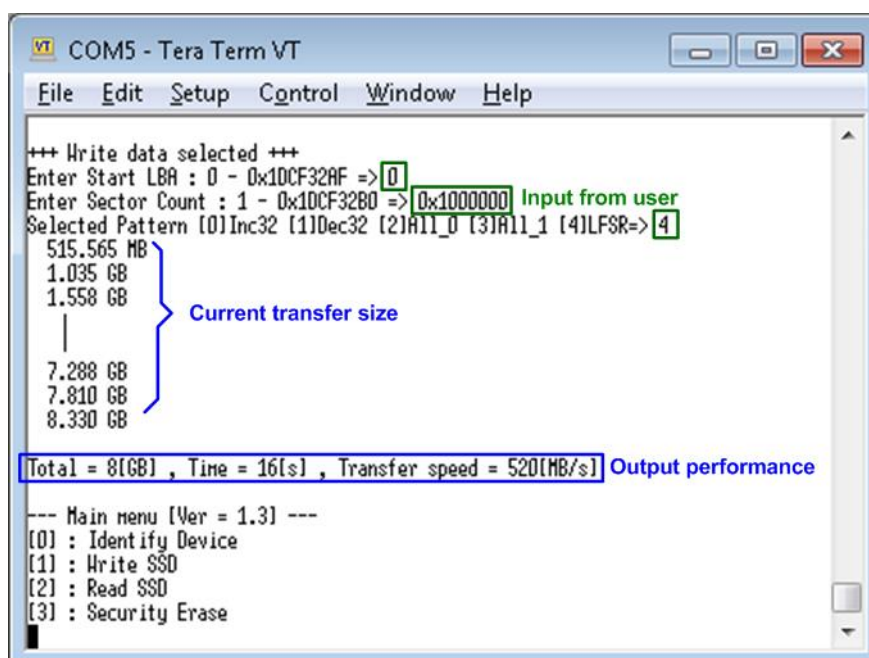 COM5 - Tera Term VT
File Edit Setup Control Window Help
+++ Write data selected +++
Enter Start LBA : 0 - 0x1DCF32AF => 0
Enter Sector Count : 1 - 0x1DCF32B0 => 0x1000000 Input from user
Selected Pattern [0]Inc32 [1]Dec32 [2]All_0 [3]All_1 [4]LFSR=> 4
515.565 MB
1.035 GB
1.558 GB
Current transfer size
7.288 GB
7.810 GB
8.330 GB
Total = 8[GB] , Time = 16[s] , Transfer speed = 520[MB/s] Output performance
--- Main menu [Ver = 1.3] ---
[0] : Identify Device
[1] : Write SSD
[2] : Read SSD
[3] : Security Erase